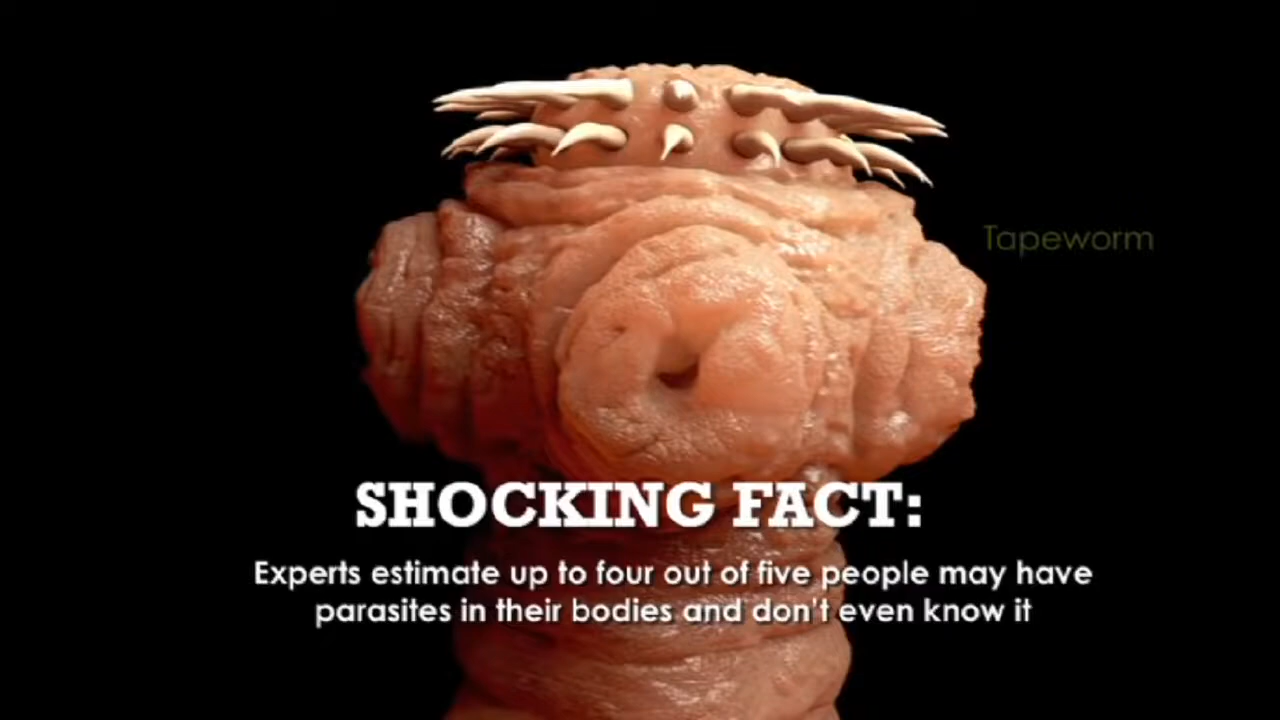 Tapeworm
SHOCKING FACT:
Experts estimate up to four out of five people may have
parasites in their bodies and don't even know it